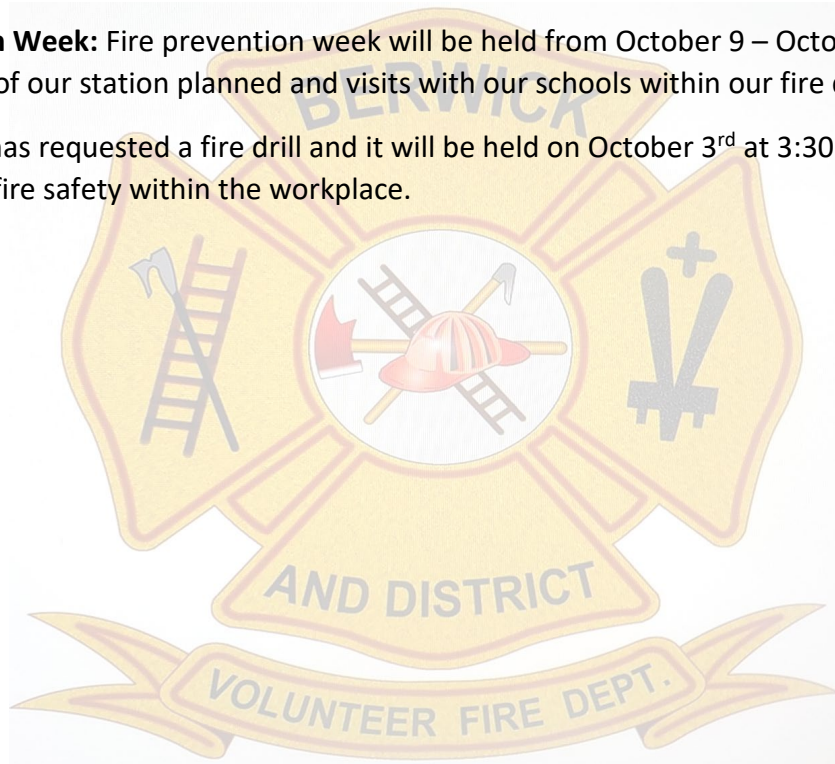 n Week: Fire prevention week will be held from October 9 – Octo
of our station planned and visits with our schools within our fire
has requested a fire drill and it will be held on October 3rd at 3:30
fire safety within the workplace.
BERWICK
AND DISTRICT
VOLUNTEER FIRE DEPT.